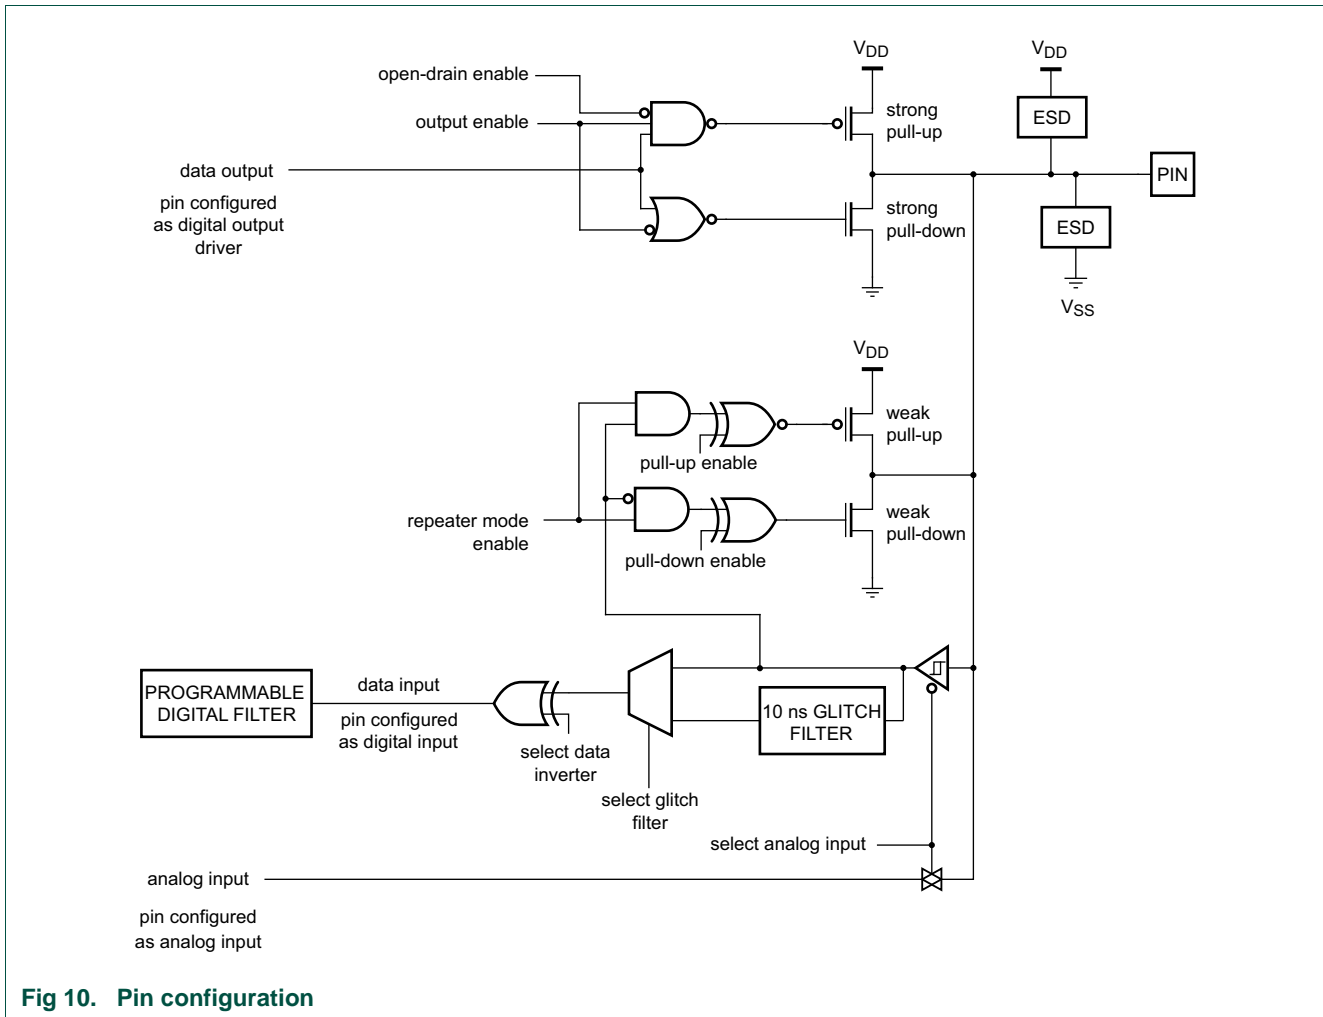 VDD
VDD
open-drain enable
strong
pull-up
ESD
output enable
data output
PIN
pin configured
as digital output
driver
strong
pull-down
ESD
VSS
VDD
weak
pull-up
pull-up enable
repeater mode
enable
weak
pull-down
pull-down enable
PROGRAMMABLE
DIGITAL FILTER
data input
pin configured
as digital input
select data
inverter
10 ns GLITCH
FILTER
select glitch
filter
select analog input
analog input
pin configured
as analog input
Fig 10. Pin configuration